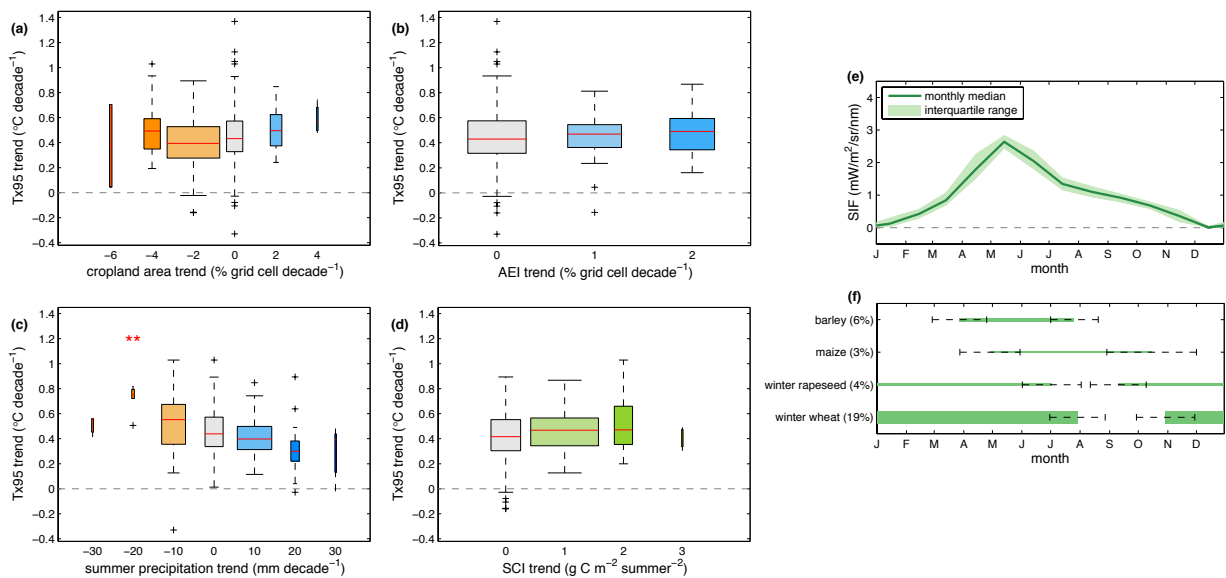 (a)
1.4
1.2
1
0.8
0.6
0.4
0.2
0
−0.2
−0.4
Tx95 trend (°C decade⁻¹)
−6 −4 −2 0 2 4
cropland area trend (% grid cell decade⁻¹)
(b)
1.4
1.2
1
0.8
0.6
0.4
0.2
0
−0.2
−0.4
Tx95 trend (°C decade⁻¹)
0 1 2
AEI trend (% grid cell decade⁻¹)
(c)
1.4
1.2
1
0.8
0.6
0.4
0.2
0
−0.2
−0.4
Tx95 trend (°C decade⁻¹)
**
−30 −20 −10 0 10 20 30
summer precipitation trend (mm decade⁻¹)
(d)
1.4
1.2
1
0.8
0.6
0.4
0.2
0
−0.2
−0.4
Tx95 trend (°C decade⁻¹)
0 1 2 3
SCI trend (g C m⁻² summer⁻²)
(e)
monthly median
interquartile range
4
3
2
1
0
SIF (mW/m²/sr/nm)
J F M A M J J A S O N D
month
(f)
barley (6%)
maize (3%)
winter rapeseed (4%)
winter wheat (19%)
J F M A M J J A S O N D
month